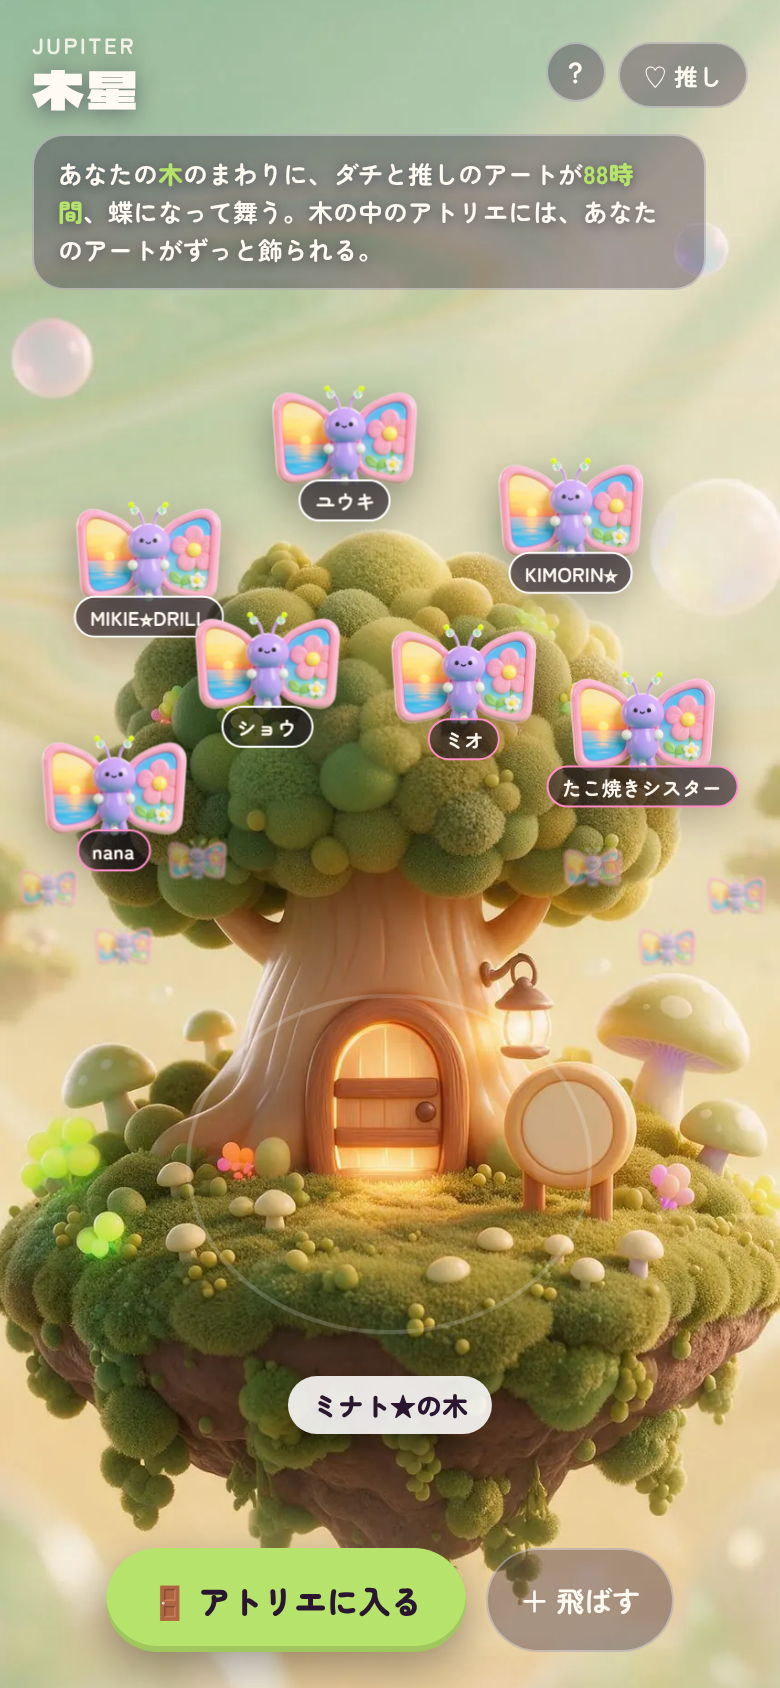 JUPITER
木星
?
♡ 推し
あなたの木のまわりに、ダチと推しのアートが88時
間、蝶になって舞う。木の中のアトリエには、あなた
のアートがずっと飾られる。
ユウキ
KIMORIN★
MIKIE★DRILL
ショウ
ミオ
たこ焼きシスター
nana
ミナト★の木
アトリエに入る
＋ 飛ばす